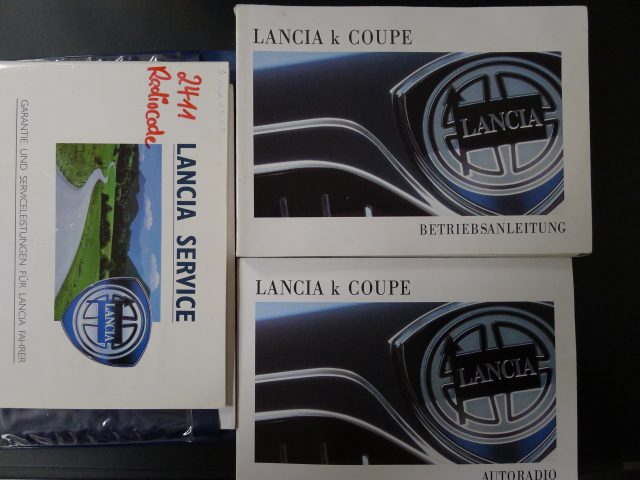 2411
Radiocode
LANCIA SERVICE
LANCIA
GARANTIE UND SERVICELEISTUNGEN FÜR LANCIA FAHRER
LANCIA k COUPE
LANCIA
BETRIEBSANLEITUNG
LANCIA k COUPE
LANCIA
AUTORADIO